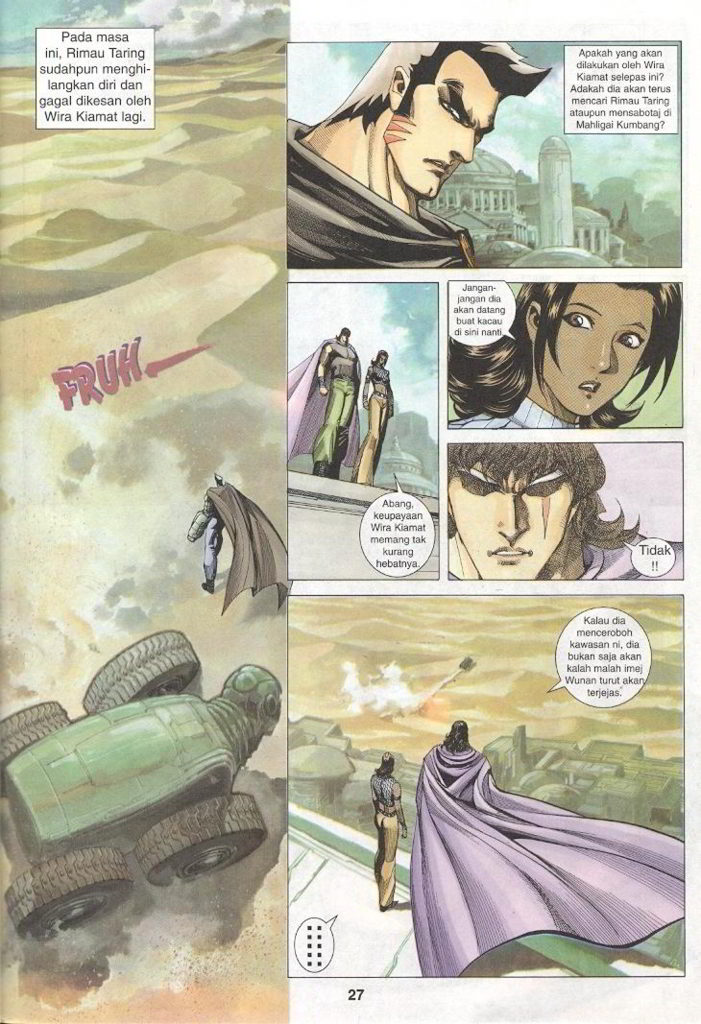 Pada masa
ini, Rimau Taring
sudahpun menghi-
langkan diri dan
gagal dikesan oleh
Wira Kiamat lagi.
FRUH
Apakah yang akan
dilakukan oleh Wira
Kiamat selepas ini?
Adakah dia akan terus
mencari Rimau Taring
ataupun mensabotaj di
Mahligai Kumbang?
Abang,
keupayaan
Wira Kiamat
memang tak
kurang
hebatnya.
Jangan-
jangan dia
akan datang
buat kacau
di sini nanti.
Tidak
!!
Kalau dia
menceroboh
kawasan ni, dia
bukan saja akan
kalah malah imej
Wunan turut akan
terjejas.
27